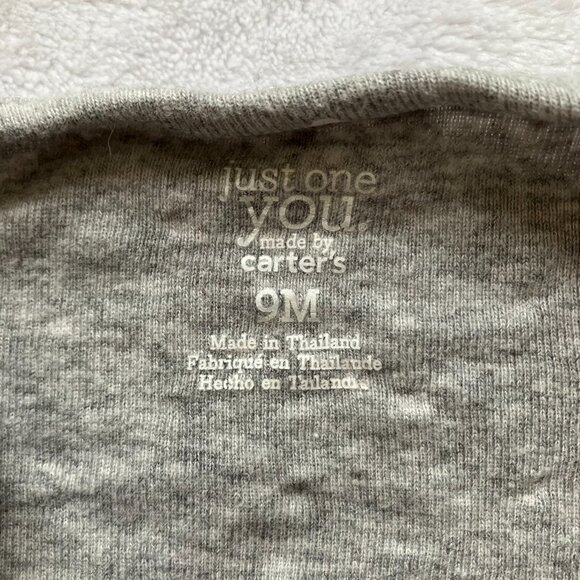 just one
you.
made by
carter's
9M
Made in Thailand
Fabriqué en Thaïlande
Hecho en Tailandia